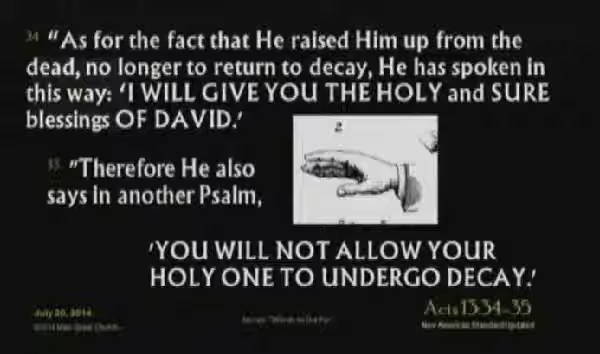 34 "As for the fact that He raised Him up from the
dead, no longer to return to decay, He has spoken in
this way: 'I WILL GIVE YOU THE HOLY and SURE
blessings OF DAVID.'
2
35 "Therefore He also
says in another Psalm,
'YOU WILL NOT ALLOW YOUR
HOLY ONE TO UNDERGO DECAY.'
July 20, 2014
Acts 13:34-35
New American Standard Updated